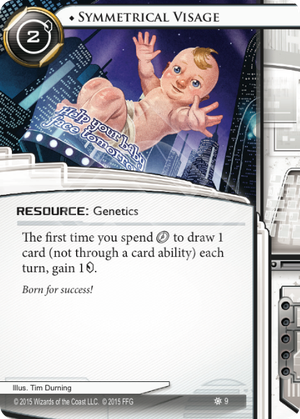 ♦ SYMMETRICAL VISAGE
2
Help your baby
face tomorrow
RESOURCE: Genetics
The first time you spend to draw 1
card (not through a card ability) each
turn, gain 1.
Born for success!
Illus. Tim Durning
© 2015 Wizards of the Coast LLC. © 2015 FFG
9